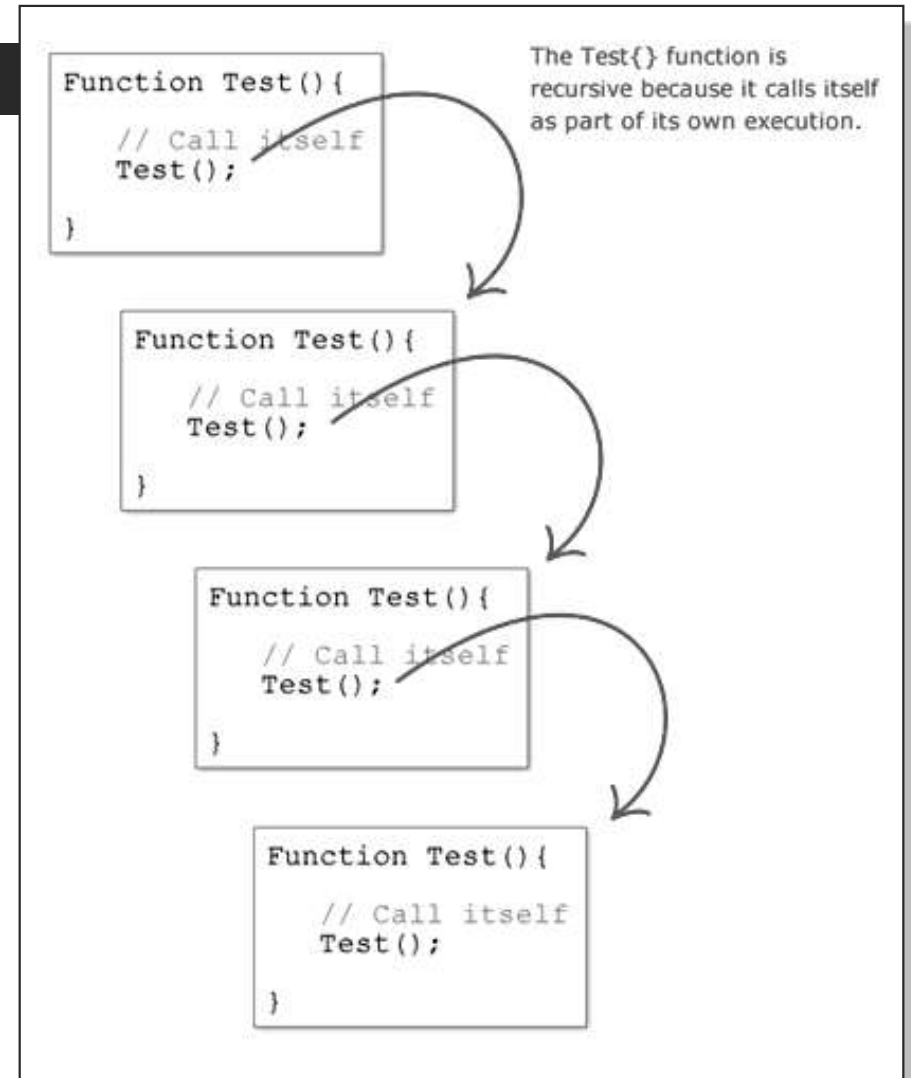 Function Test(){
// Call itself
Test();
}
The Test{} function is
recursive because it calls itself
as part of its own execution.
Function Test(){
// Call itself
Test();
}
Function Test(){
// Call itself
Test();
}
Function Test(){
// Call itself
Test();
}